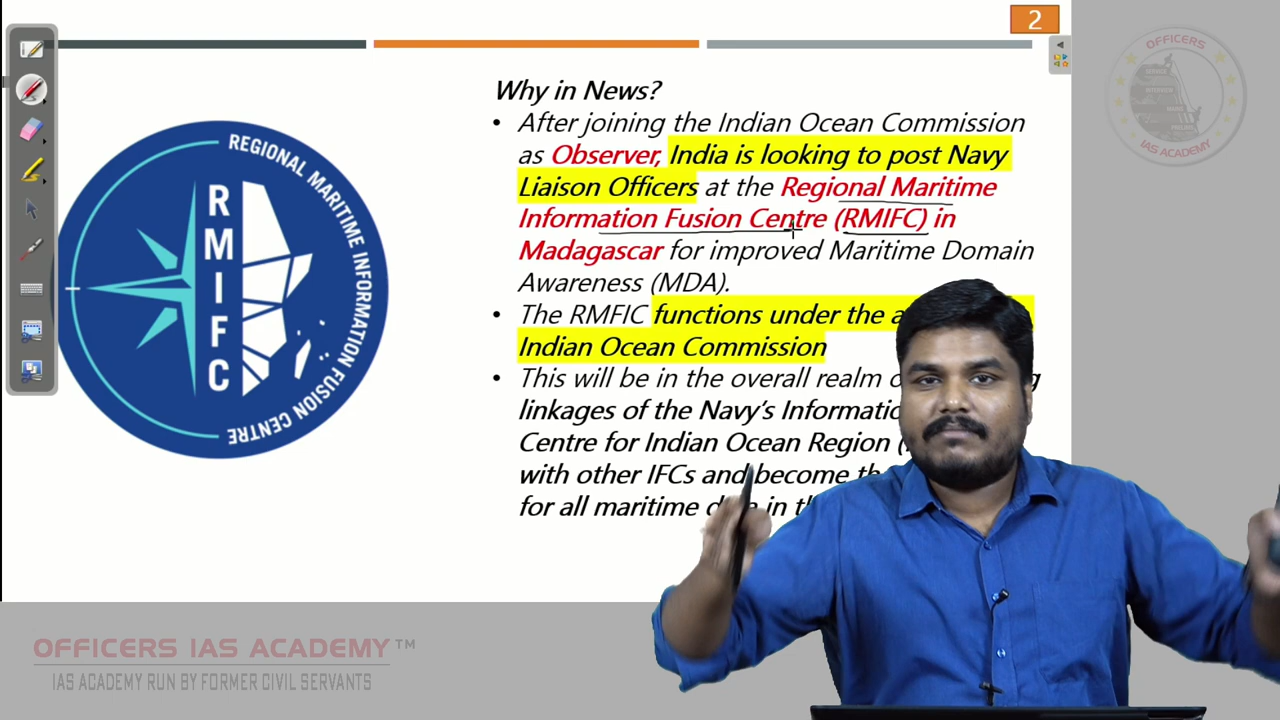 2
OFFICERS
IAS ACADEMY
REGIONAL MARITIME INFORMATION FUSION CENTRE
R
M
I
F
C
Why in News?
• After joining the Indian Ocean Commission
as Observer, India is looking to post Navy
Liaison Officers at the Regional Maritime
Information Fusion Centre (RMIFC) in
Madagascar for improved Maritime Domain
Awareness (MDA).
• The RMFIC functions under the
Indian Ocean Commission
• This will be in the overall realm
linkages of the Navy's
Centre for Indian Ocean Region
with other IFCs and become
for all maritime in
OFFICERS IAS ACADEMY™
IAS ACADEMY RUN BY FORMER CIVIL SERVANTS